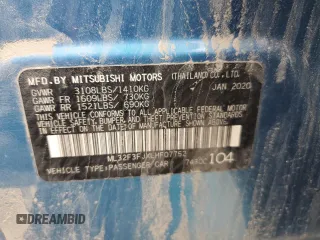 MFD.BY MITSUBISHI MOTORS (THAILAND) CO.,LTD.
GVWR 3108LBS/1410KG JAN 2020
GAWR FR 1609LBS/ 730KG
GAWR RR 1521LBS/ 690KG
THIS VEHICLE CONFORMS TO ALL APPLICABLE
FEDERAL MOTOR VEHICLE SAFETY, BUMPER, AND
THEFT PREVENTION STANDARDS IN EFFECT ON
THE DATE OF MANUFACTURE SHOWN ABOVE.
ML32F3FJXLHF07762
VEHICLE TYPE:PASSENGER CAR 104
DREAMBID